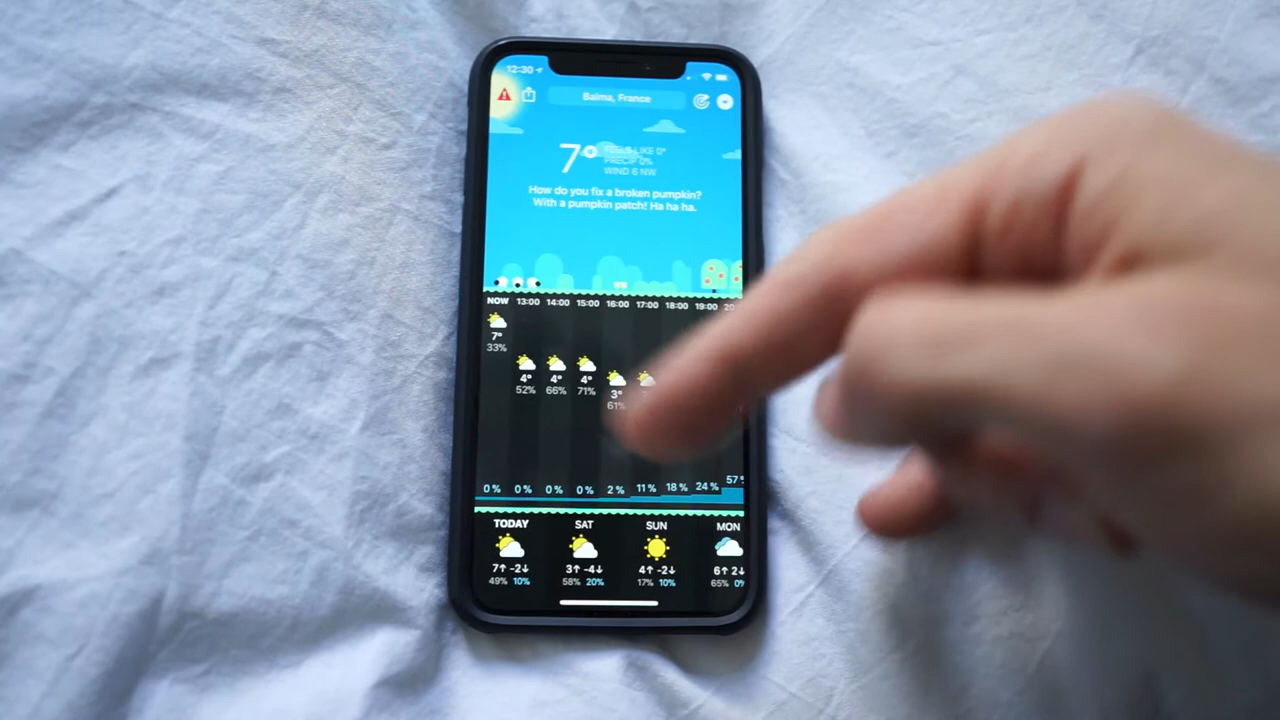 12:30
Balma, France
7°
FEELS LIKE 0°
PRECIP 0%
WIND 6 NW
How do you fix a broken pumpkin?
With a pumpkin patch! Ha ha ha.
NOW 13:00 14:00 15:00 16:00 17:00 18:00 19:00
7°
33%
4° 4° 4° 3°
52% 66% 71% 61%
0% 0% 0% 0% 2% 11% 18% 24% 57%
TODAY SAT SUN MON
7↑ -2↓ 3↑ -4↓ 4↑ -2↓ 6↑ 2↓
49% 10% 58% 20% 17% 10% 65% 0%